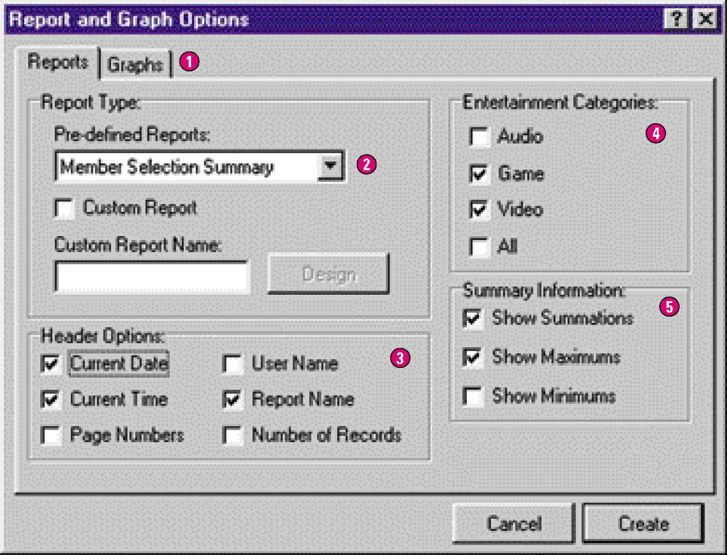 Report and Graph Options
Reports
Graphs
1
Report Type:
Pre-defined Reports:
Member Selection Summary
2
Custom Report
Custom Report Name:
Design
Header Options:
3
Current Date
User Name
Current Time
Report Name
Page Numbers
Number of Records
Entertainment Categories:
4
Audio
Game
Video
All
Summary Information:
5
Show Summations
Show Maximums
Show Minimums
Cancel
Create